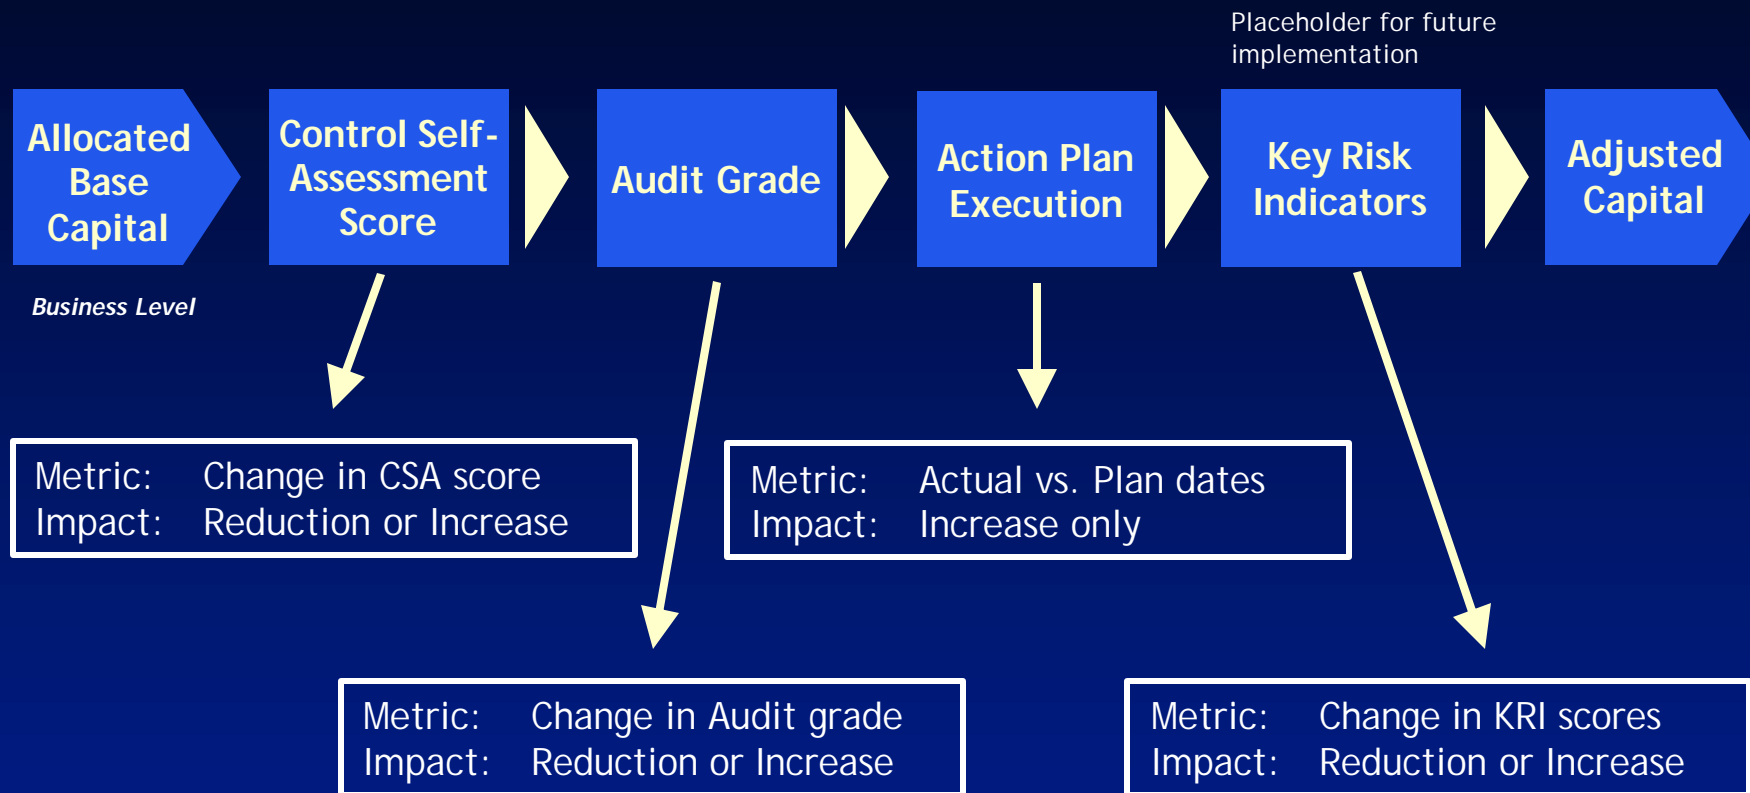 Placeholder for future
implementation
Allocated
Base
Capital
Control Self-
Assessment
Score
Audit Grade
Action Plan
Execution
Key Risk
Indicators
Adjusted
Capital
Business Level
Metric: Change in CSA score
Impact: Reduction or Increase
Metric: Actual vs. Plan dates
Impact: Increase only
Metric: Change in Audit grade
Impact: Reduction or Increase
Metric: Change in KRI scores
Impact: Reduction or Increase